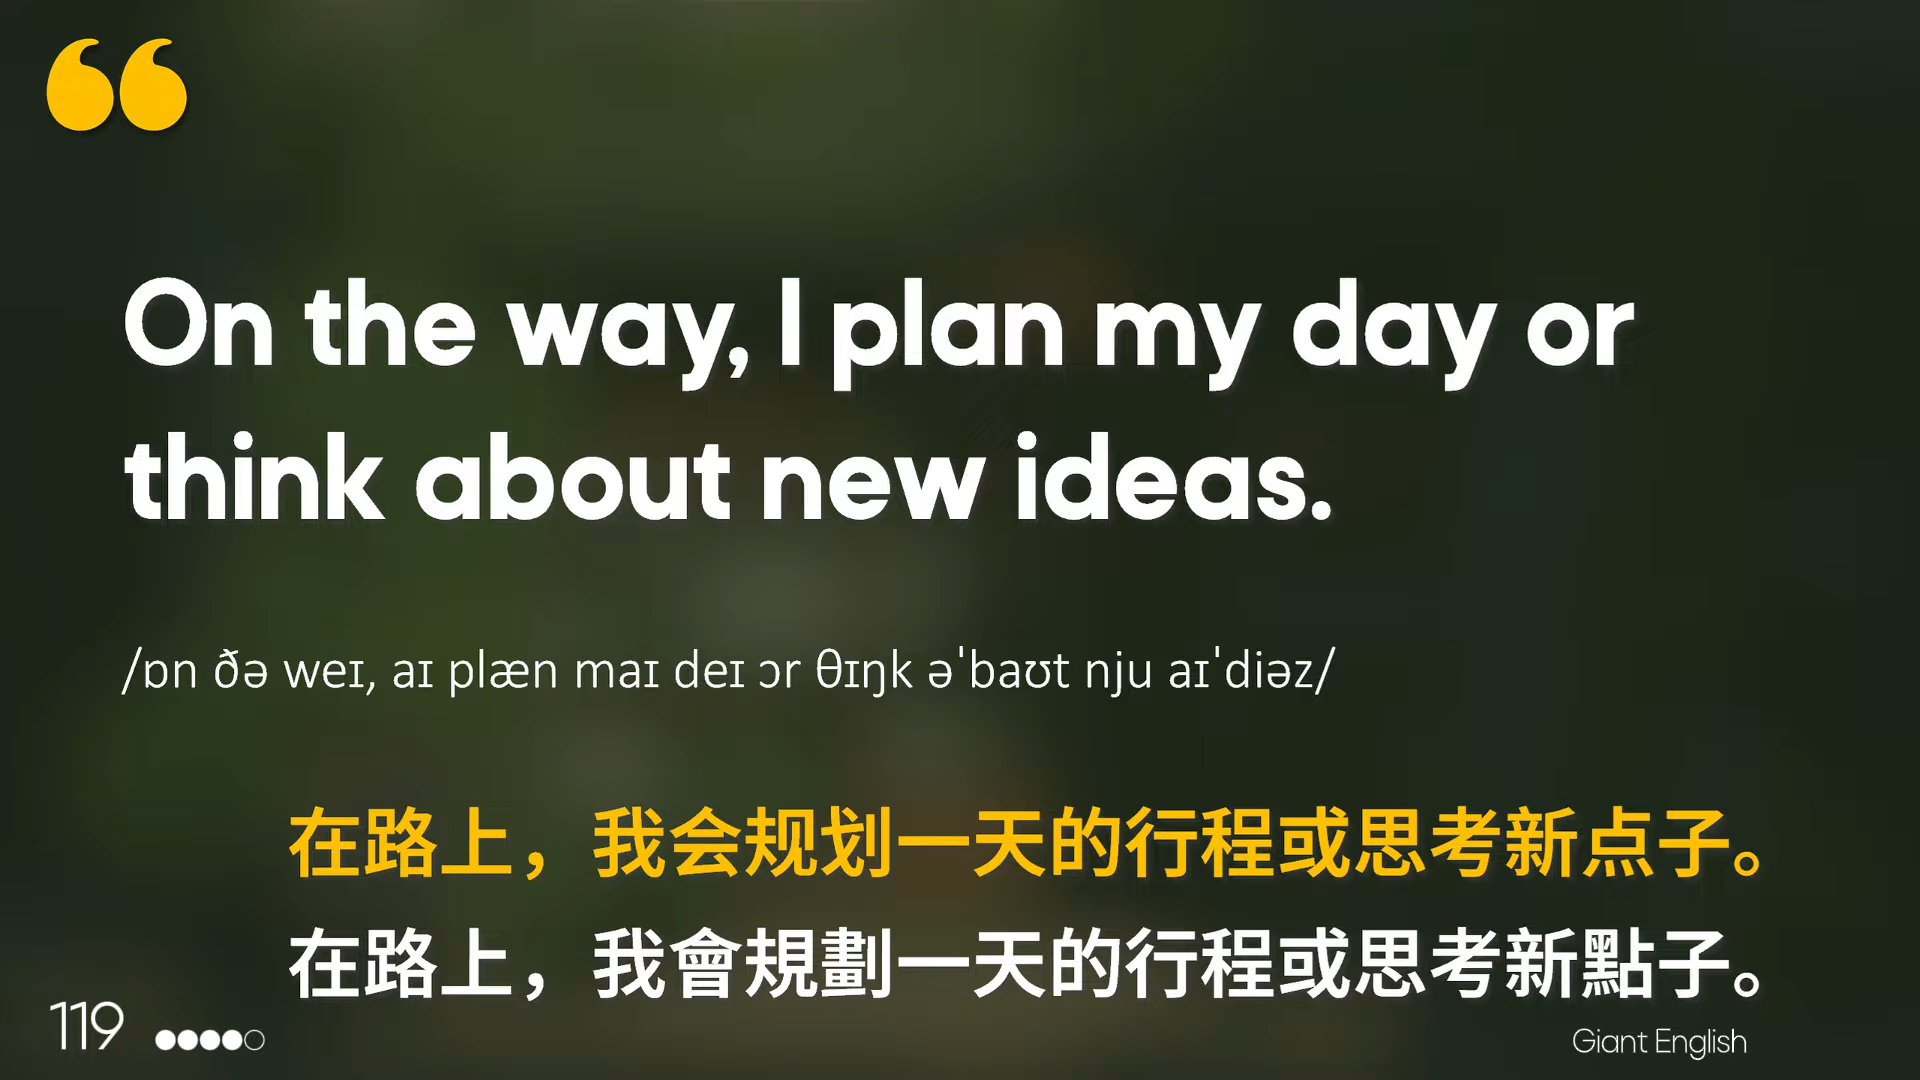 On the way, I plan my day or
think about new ideas.
/ɒn ðə weɪ, aɪ plæn maɪ deɪ ɔr θɪŋk əˈbaʊt nju aɪˈdiəz/
在路上，我会规划一天的行程或思考新点子。
在路上，我會規劃一天的行程或思考新點子。
119
Giant English